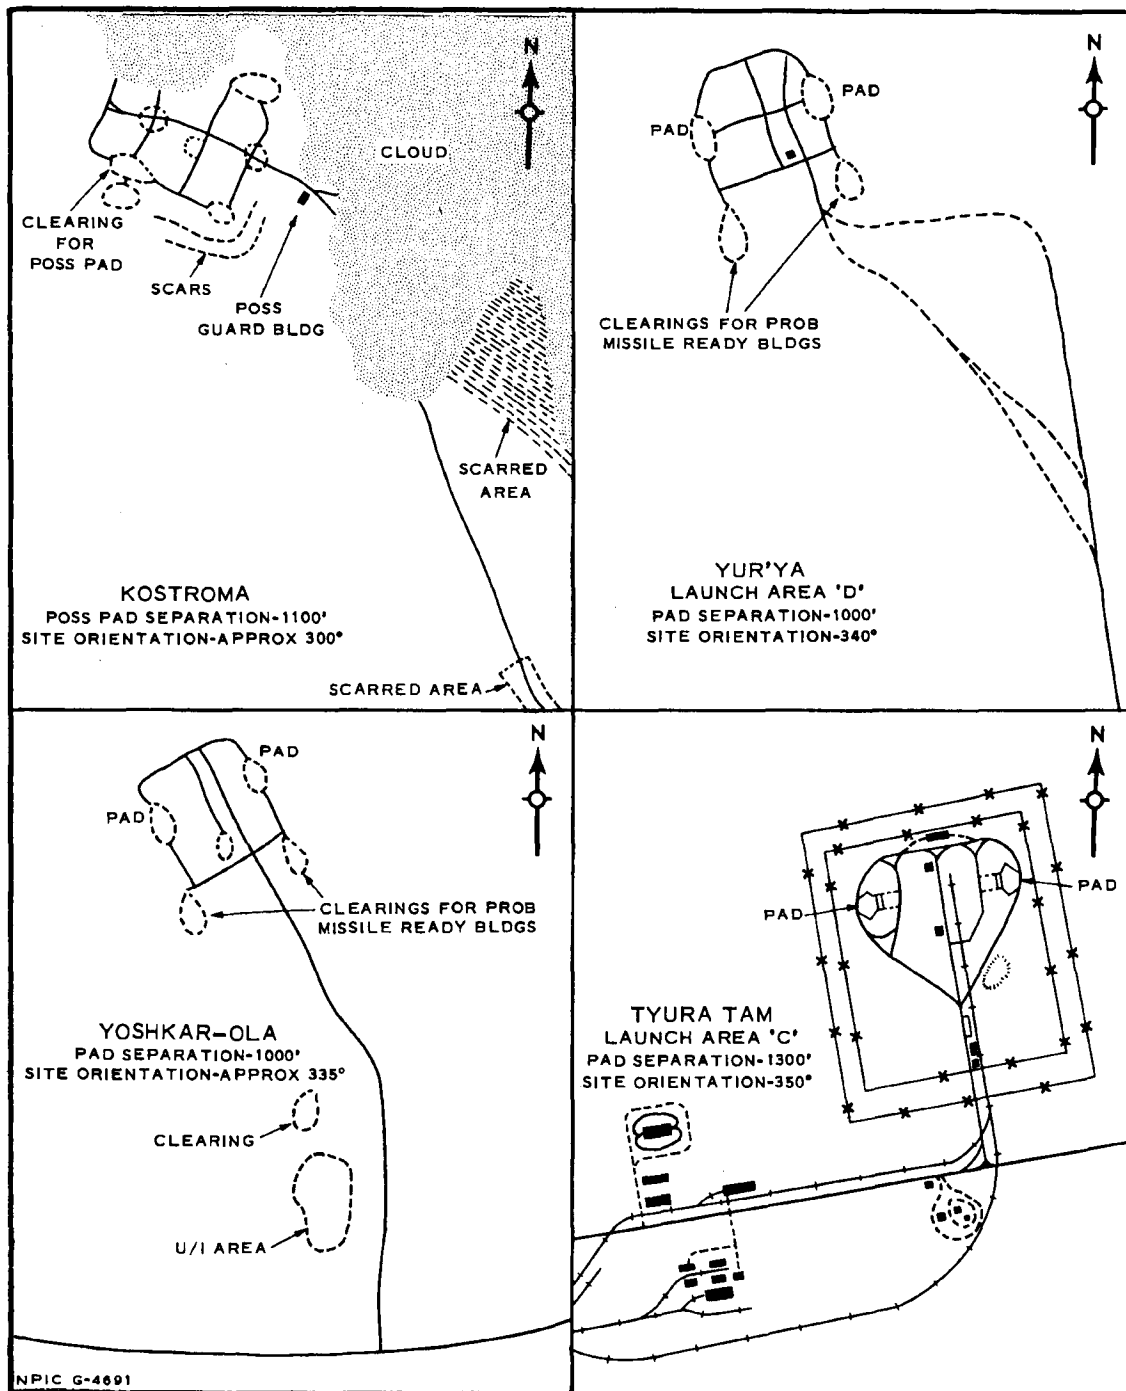 N
CLOUD
CLEARING
FOR
POSS PAD
SCARS
POSS
GUARD BLDG
SCARRED
AREA
KOSTROMA
POSS PAD SEPARATION-1100'
SITE ORIENTATION-APPROX 300°
SCARRED AREA
N
PAD
PAD
CLEARINGS FOR PROB
MISSILE READY BLDGS
YUR'YA
LAUNCH AREA 'D'
PAD SEPARATION-1000'
SITE ORIENTATION-340°
N
PAD
PAD
CLEARINGS FOR PROB
MISSILE READY BLDGS
YOSHKAR-OLA
PAD SEPARATION-1000'
SITE ORIENTATION-APPROX 335°
CLEARING
U/I AREA
NPIC G-4691
N
PAD
PAD
TYURA TAM
LAUNCH AREA 'C'
PAD SEPARATION-1300'
SITE ORIENTATION-350°